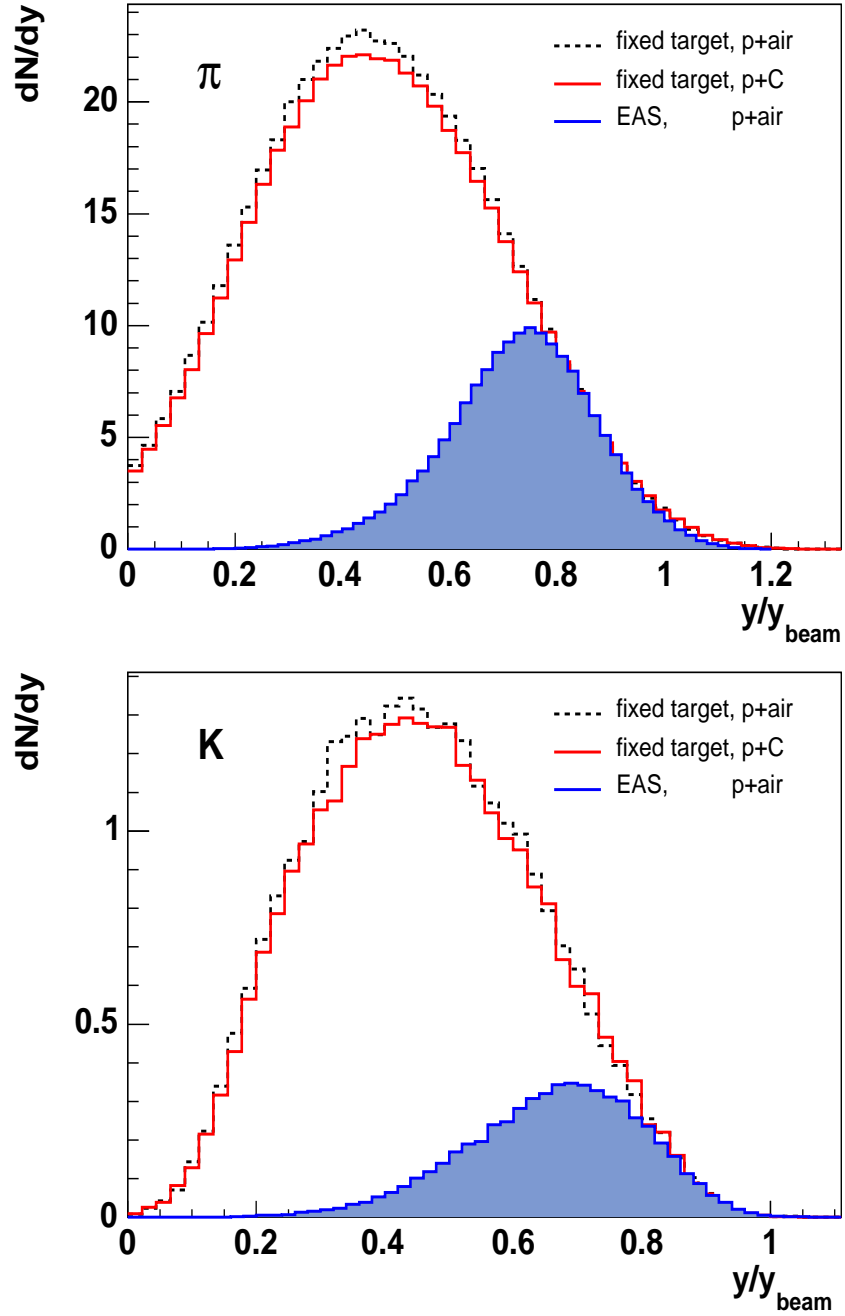 dN/dy
π
fixed target, p+air
fixed target, p+C
EAS, p+air
20
15
10
5
0
0 0.2 0.4 0.6 0.8 1 1.2
y/y_beam
dN/dy
K
fixed target, p+air
fixed target, p+C
EAS, p+air
1
0.5
0
0 0.2 0.4 0.6 0.8 1
y/y_beam